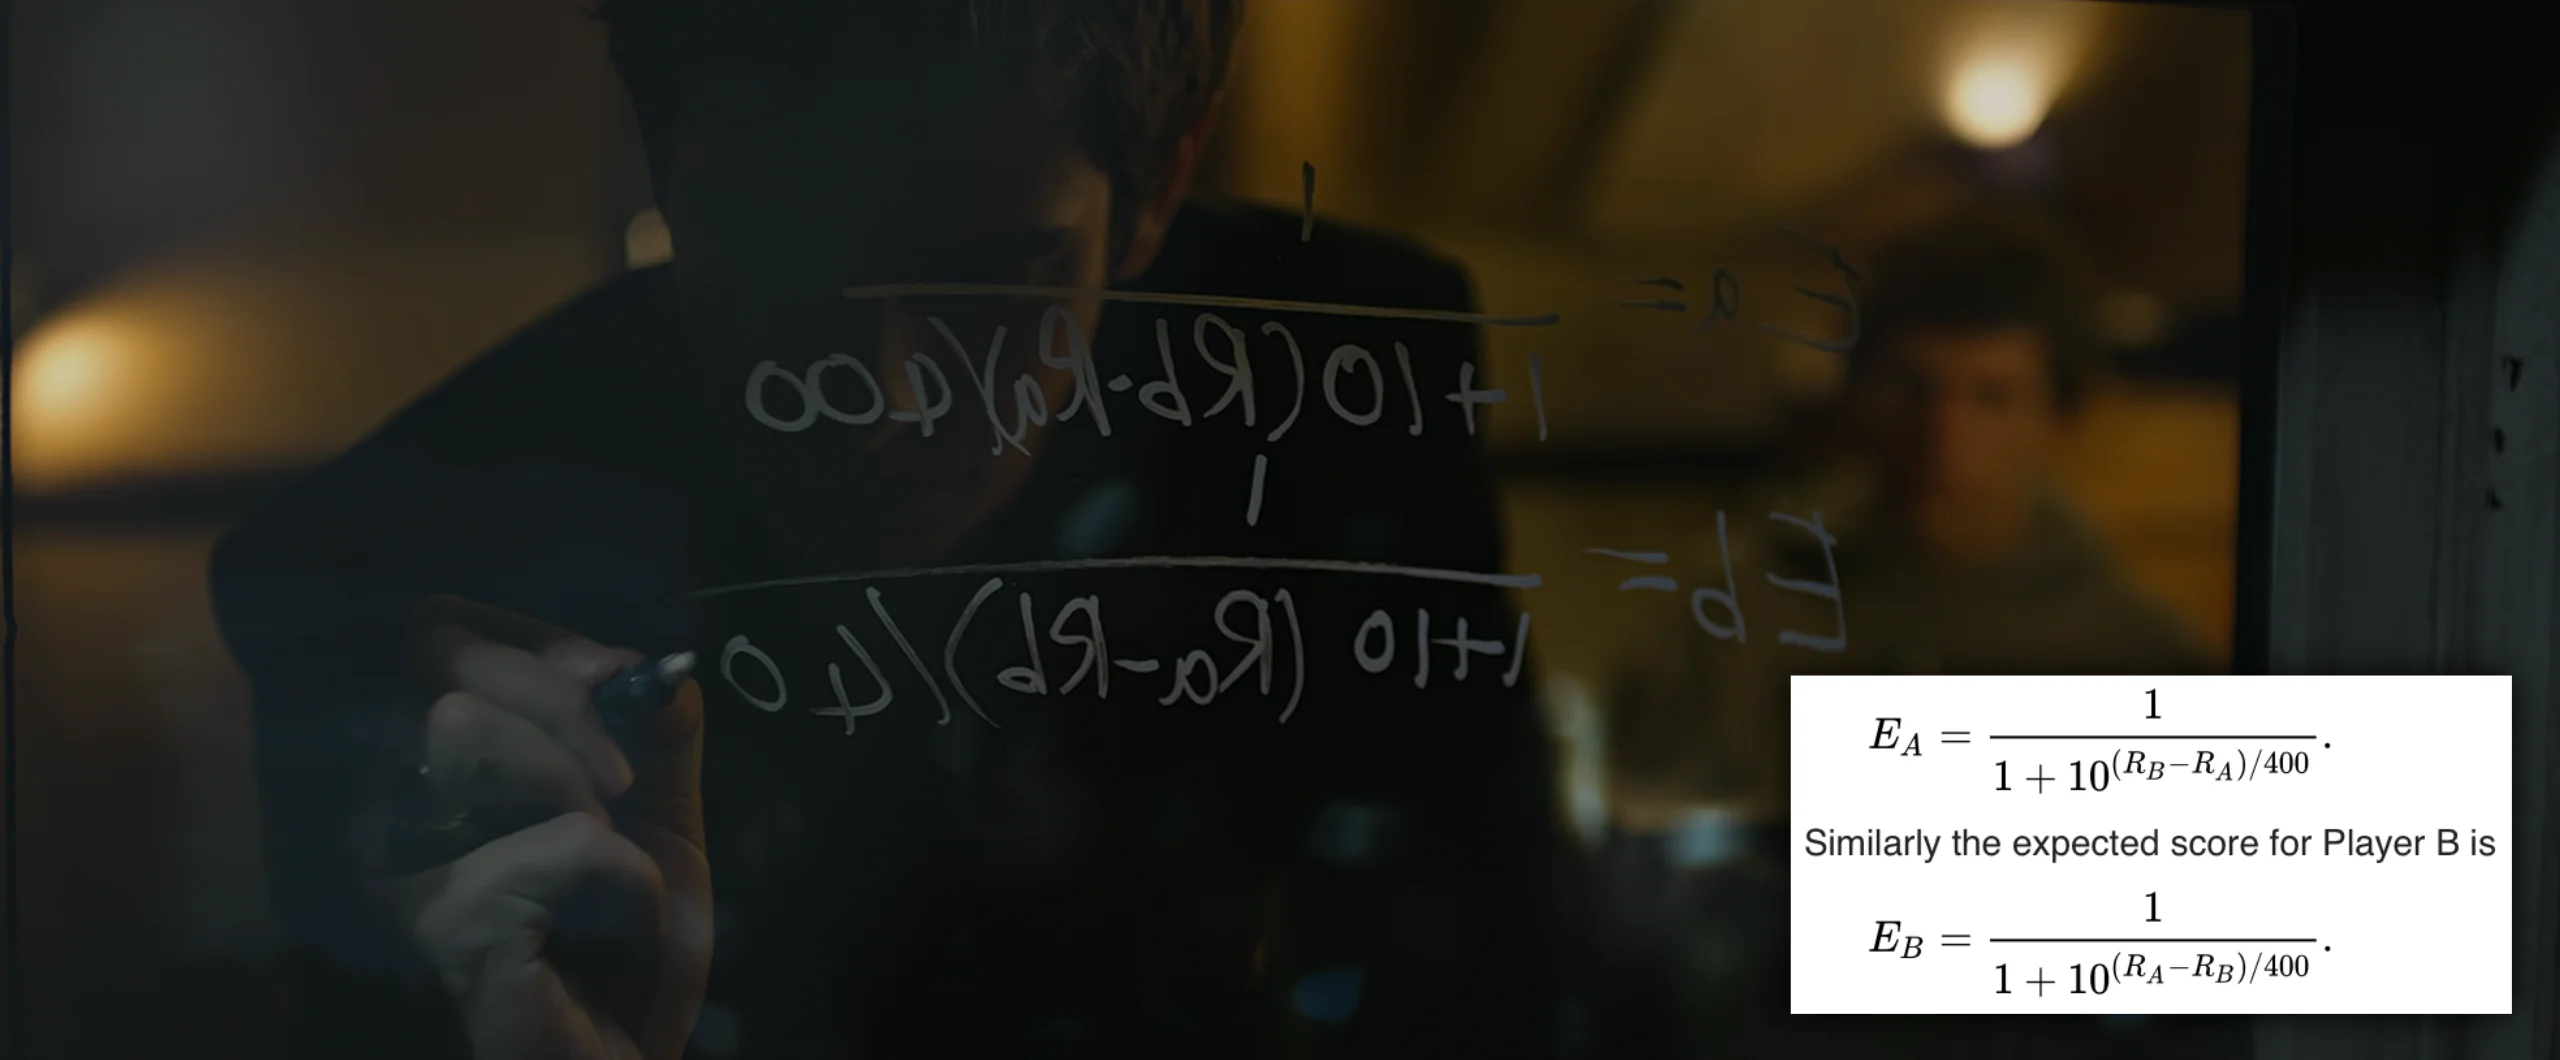 Ea = 1
1+10(Rb-Ra)/400
Eb = 1
1+10 (Ra-Rb)/40
E_A = 1 / 1 + 10^(R_B−R_A)/400 .
Similarly the expected score for Player B is
E_B = 1 / 1 + 10^(R_A−R_B)/400 .